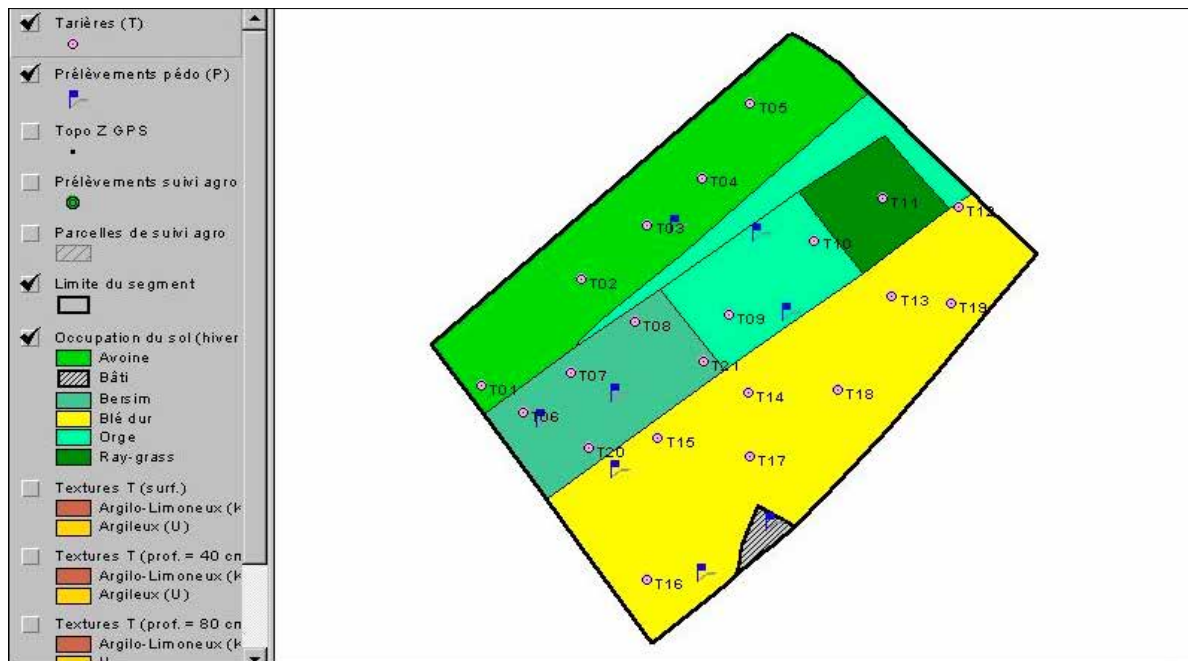 Tarières (T)
Prélèvements pédo (P)
Topo Z GPS
Prélèvements suivi agro
Parcelles de suivi agro
Limite du segment
Occupation du sol (hiver
Avoine
Bâti
Bersim
Blé dur
Orge
Ray-grass
Textures T (surf.)
Argilo-Limoneux (
Argileux (U)
Textures T (prof. = 40 cm
Argilo-Limoneux (
Argileux (U)
Textures T (prof. = 80 cm
Argilo-Limoneux (
T05
T04
T03
T11
T12
T10
T02
T13
T19
T09
T08
T21
T07
T01
T14
T18
T06
T15
T20
T17
T16